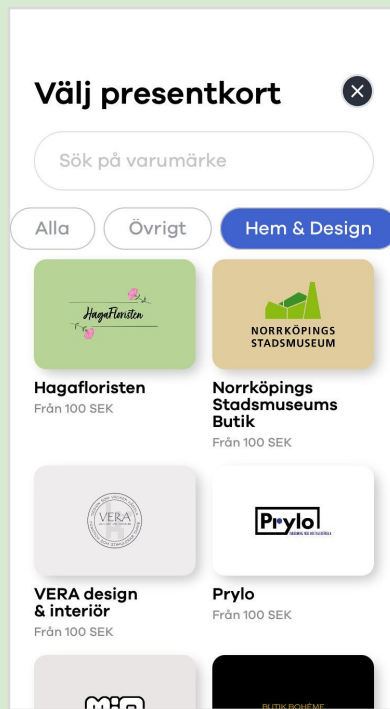 Välj presentkort
Sök på varumärke
Alla
Övrigt
Hem & Design
HagaFloristen
NORRKÖPINGS
STADSMUSEUM
Hagafloristen
Från 100 SEK
Norrköpings
Stadsmuseums
Butik
Från 100 SEK
VERA
Prylo
VERA design
& interiör
Från 100 SEK
Prylo
Från 100 SEK
BUTIK BOHÈME